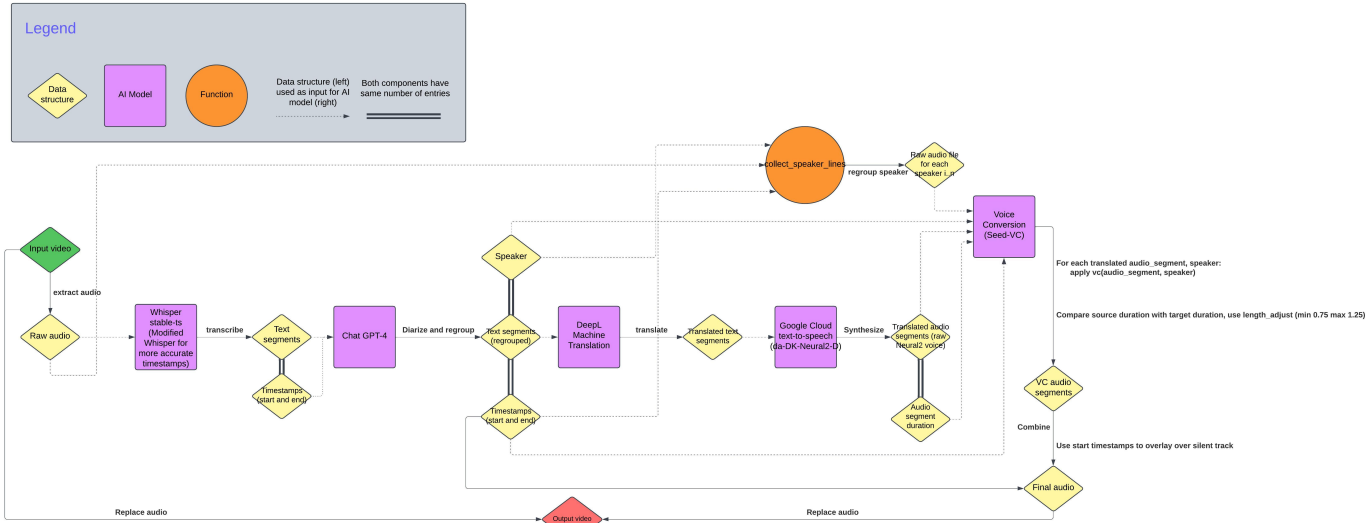 Legend
Data
structure
AI Model
Function
Data structure (left)
used as input for AI
model (right)
Both components have
same number of entries
collect_speaker_lines
regroup speaker
Raw audio file
for each
speaker i..n
Voice
Conversion
(Seed-VC)
Input video
extract audio
Raw audio
Whisper
stable-ts
(Modified
Whisper for
more accurate
timestamps)
transcribe
Text
segments
Timestamps
(start and end)
Chat GPT-4
Diarize and regroup
Speaker
Text segments
(regrouped)
Timestamps
(start and end)
DeepL
Machine
Translation
translate
Translated text
segments
Google Cloud
text-to-speech
(da-DK-Neural2-D)
Synthesize
Translated audio
segments (raw
Neural2 voice)
Audio
segment
duration
For each translated audio_segment, speaker:
apply vc(audio_segment, speaker)
Compare source duration with target duration, use length_adjust (min 0.75 max 1.25)
VC audio
segments
Combine
Use start timestamps to overlay over silent track
Final audio
Replace audio
Output video
Replace audio